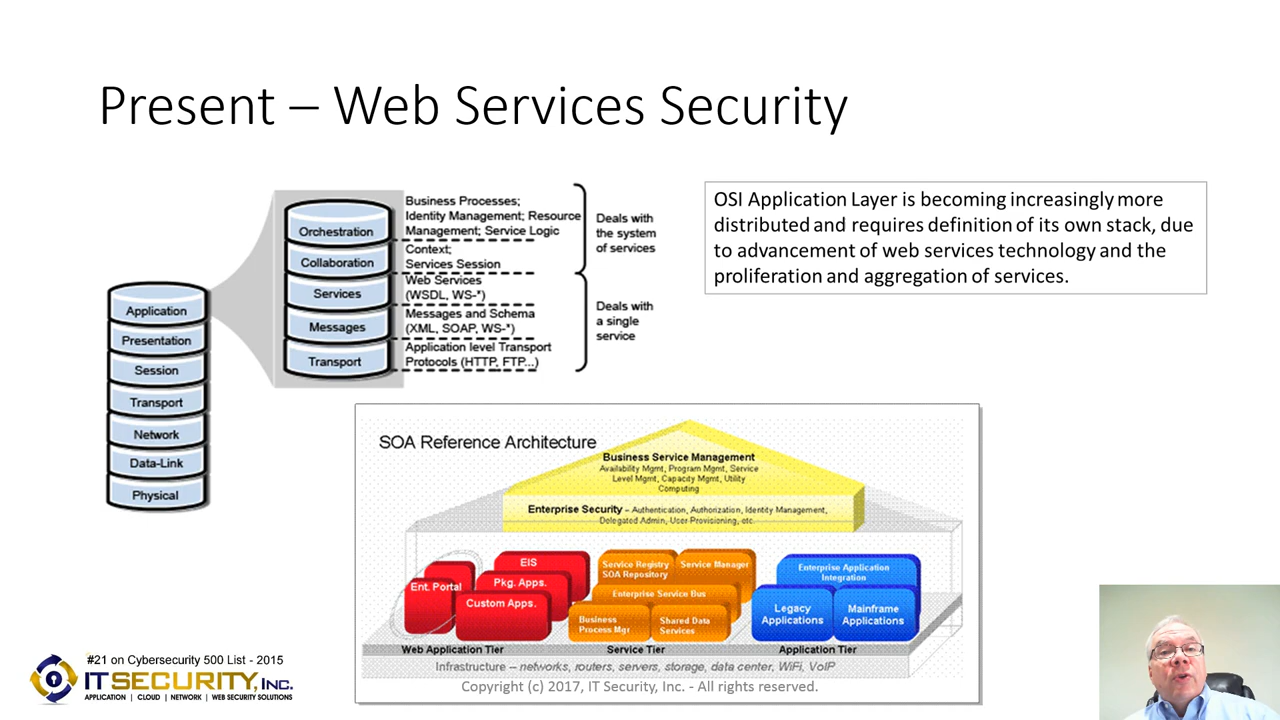 Present – Web Services Security
Application
Presentation
Session
Transport
Network
Data-Link
Physical
Orchestration
Collaboration
Services
Messages
Transport
Business Processes;
Identity Management; Resource
Management; Service Logic
Context;
Services Session
Web Services
(WSDL, WS-*)
Messages and Schema
(XML, SOAP, WS-*)
Application level Transport
Protocols (HTTP, FTP...)
Deals with
the system
of services
Deals with
a single
service
OSI Application Layer is becoming increasingly more
distributed and requires definition of its own stack, due
to advancement of web services technology and the
proliferation and aggregation of services.
SOA Reference Architecture
Business Service Management
Availability Mgmt, Program Mgmt, Service
Level Mgmt, Capacity Mgmt, Utility
Computing
Enterprise Security – Authentication, Authorization, Identity Management,
Delegated Admin, User Provisioning, etc.
Ent. Portal
EIS
Pkg. Apps.
Custom Apps.
Service Registry
SOA Repository
Service Manager
Enterprise Service Bus
Business
Process Mgr
Shared Data
Services
Enterprise Application
Integration
Legacy
Applications
Mainframe
Applications
Web Application Tier
Service Tier
Application Tier
Infrastructure – networks, routers, servers, storage, data center, WiFi, VoIP
Copyright (c) 2017, IT Security, Inc. - All rights reserved.
#21 on Cybersecurity 500 List - 2015
IT SECURITY, INC.
APPLICATION | CLOUD | NETWORK | WEB SECURITY SOLUTIONS